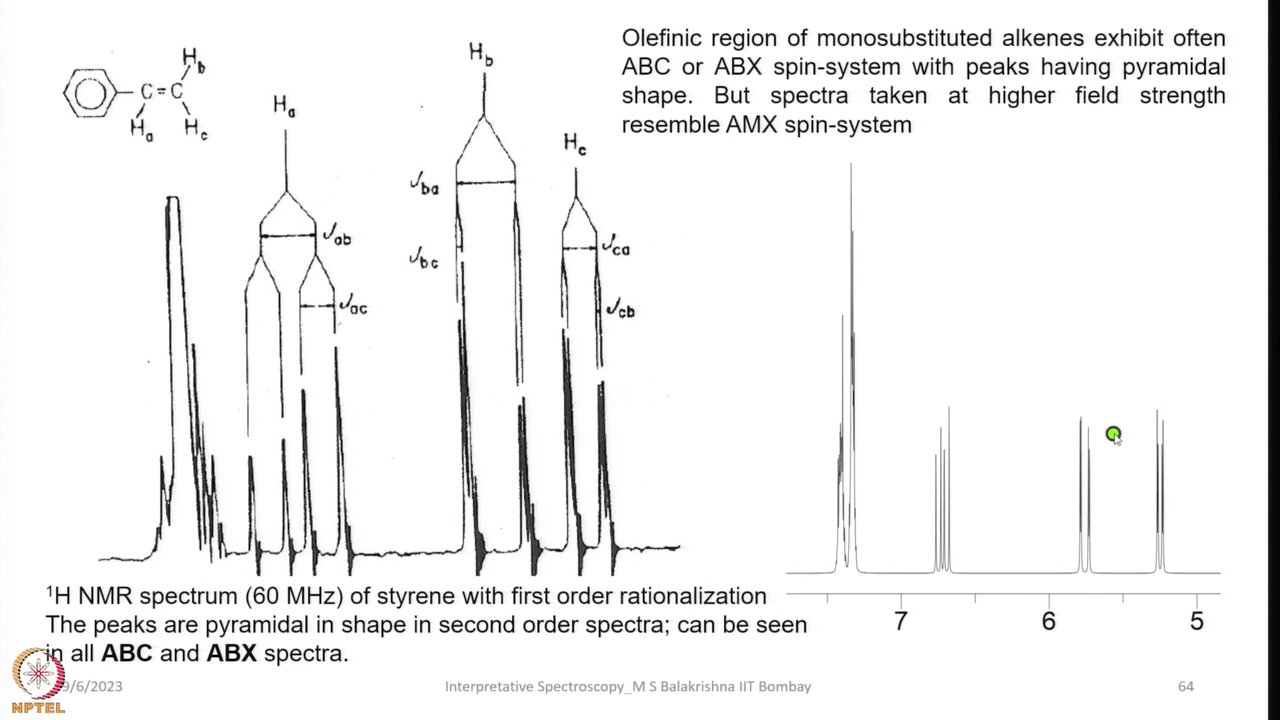 Olefinic region of monosubstituted alkenes exhibit often
ABC or ABX spin-system with peaks having pyramidal
shape. But spectra taken at higher field strength
resemble AMX spin-system
Hb
C=C
Ha Hc
Ha
Jab
Jac
Hb
Jba
Jbc
Hc
Jca
Jcb
7 6 5
¹H NMR spectrum (60 MHz) of styrene with first order rationalization
The peaks are pyramidal in shape in second order spectra; can be seen
in all ABC and ABX spectra.
9/6/2023
Interpretative Spectroscopy_M S Balakrishna IIT Bombay
64
NPTEL